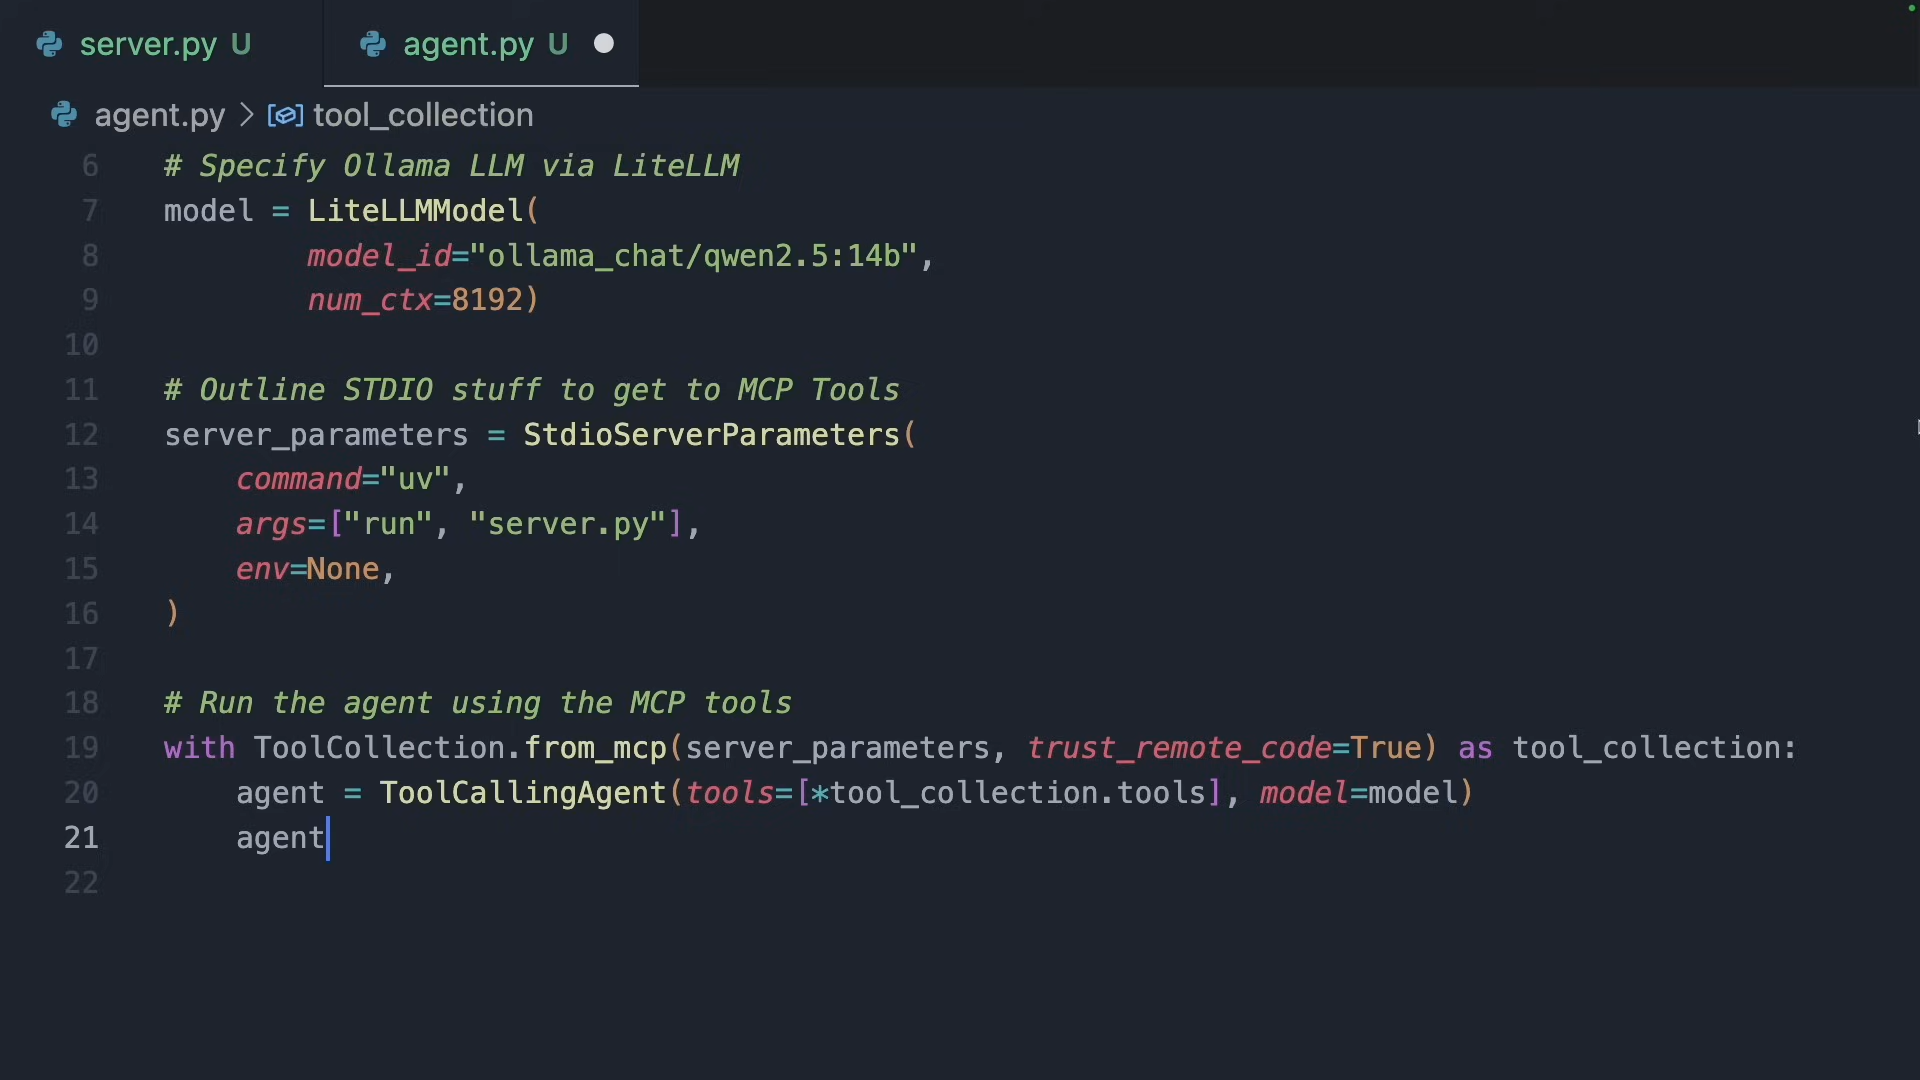 server.py U
agent.py U
agent.py > tool_collection
6 # Specify Ollama LLM via LiteLLM
7 model = LiteLLMModel(
8 model_id="ollama_chat/qwen2.5:14b",
9 num_ctx=8192)
10
11 # Outline STDIO stuff to get to MCP Tools
12 server_parameters = StdioServerParameters(
13 command="uv",
14 args=["run", "server.py"],
15 env=None,
16 )
17
18 # Run the agent using the MCP tools
19 with ToolCollection.from_mcp(server_parameters, trust_remote_code=True) as tool_collection:
20 agent = ToolCallingAgent(tools=[*tool_collection.tools], model=model)
21 agent
22